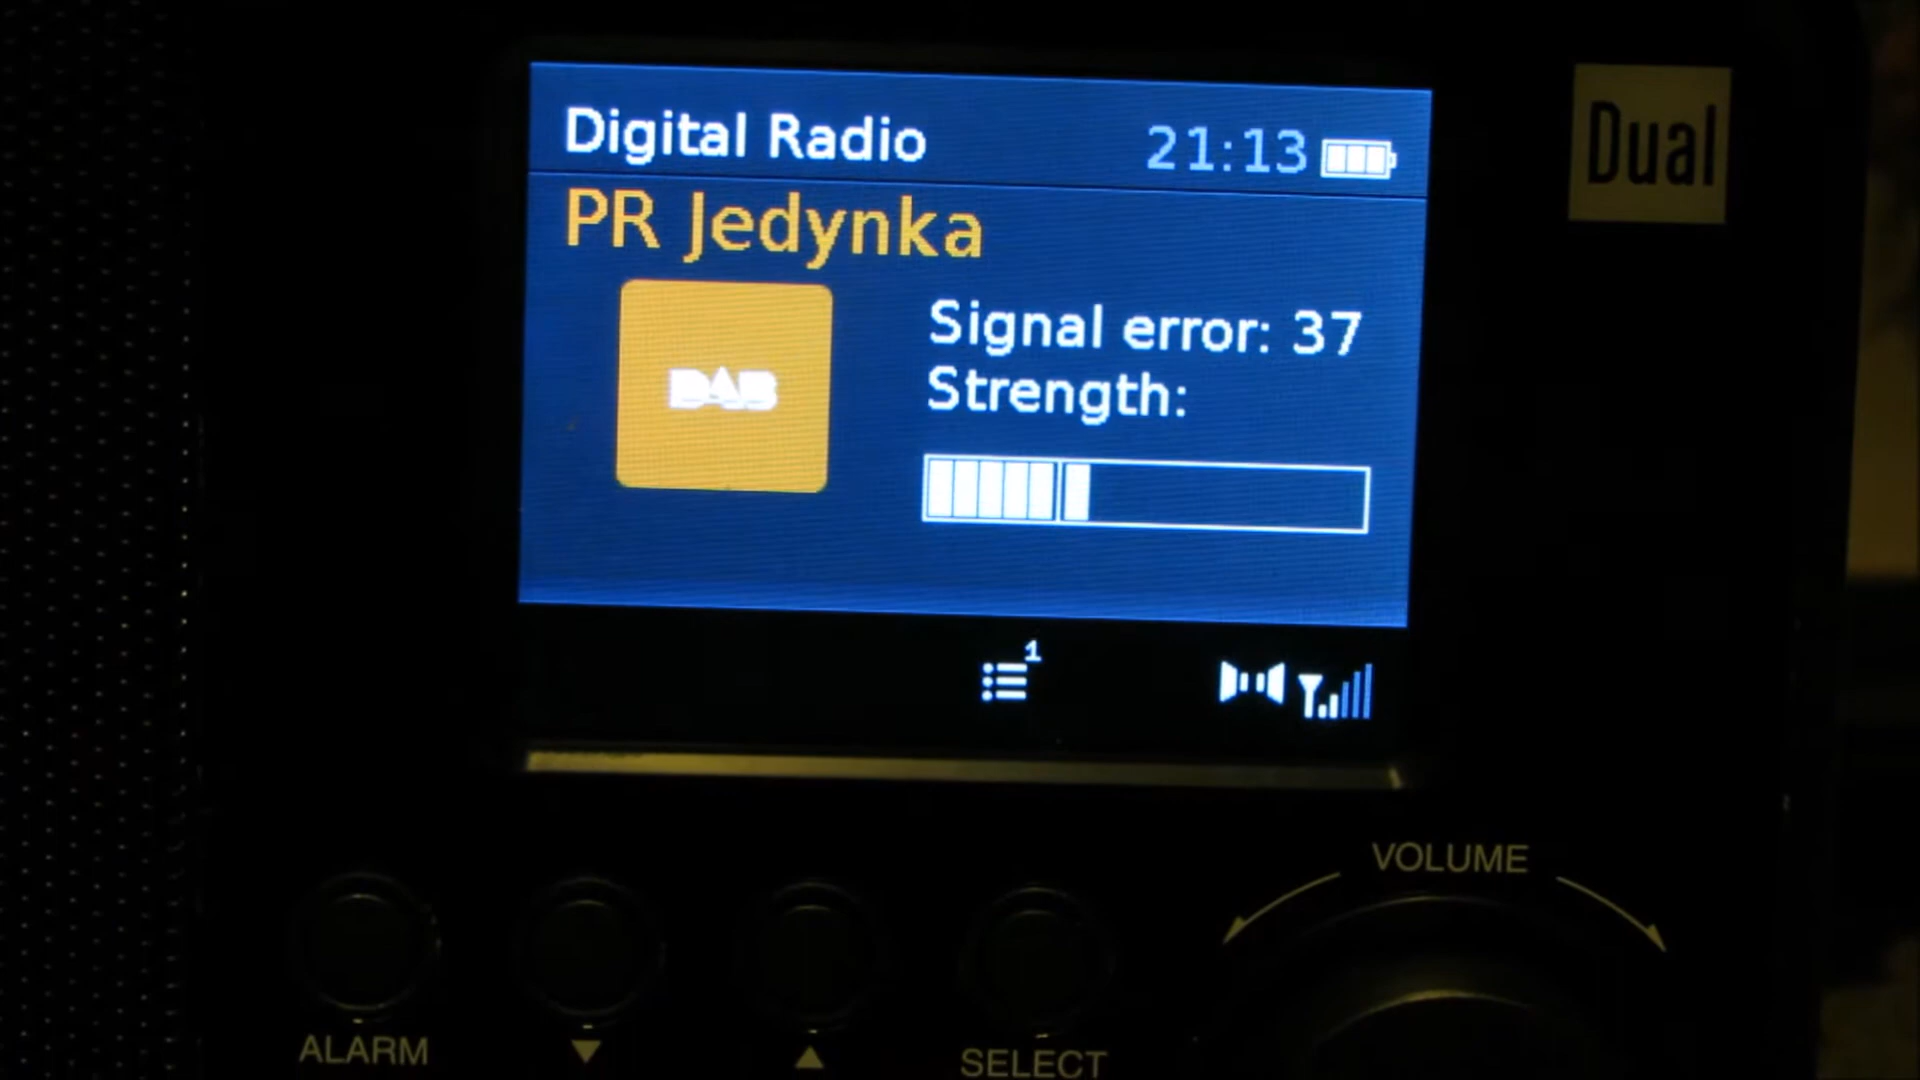 Digital Radio 21:13
Dual
PR Jedynka
DAB
Signal error: 37
Strength:
1
VOLUME
ALARM
SELECT